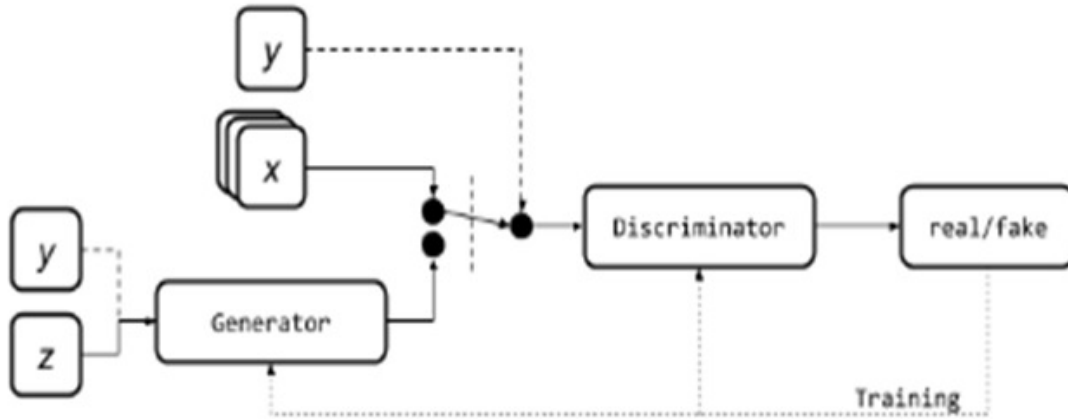 y
x
y
z
Generator
Discriminator
real/fake
Training